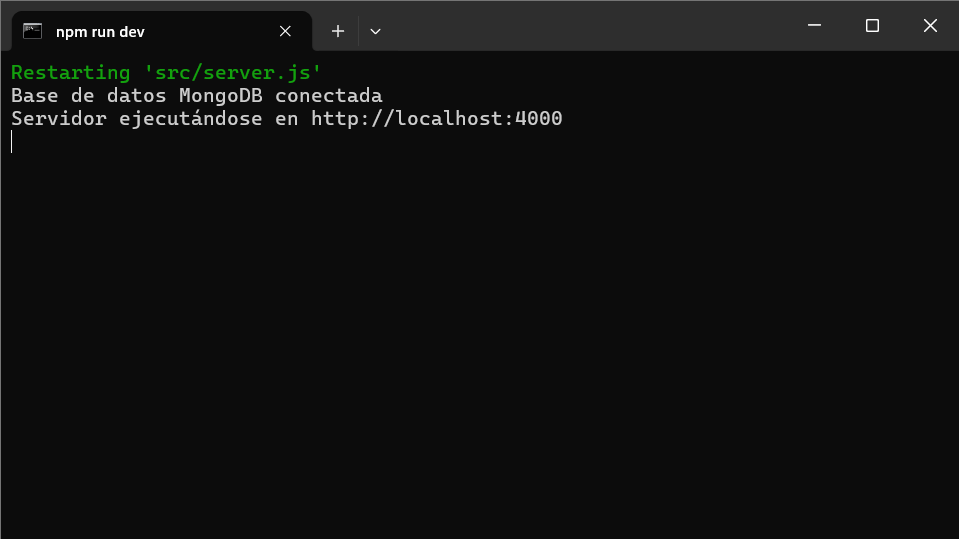 npm run dev
Restarting 'src/server.js'
Base de datos MongoDB conectada
Servidor ejecutándose en http://localhost:4000